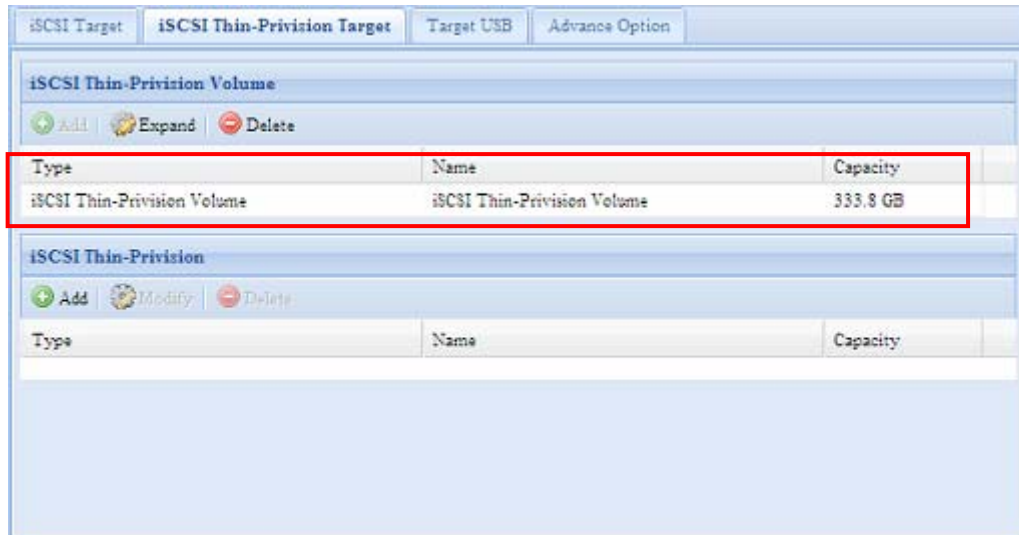 iSCSI Target iSCSI Thin-Privision Target Target USB Advance Option
iSCSI Thin-Privision Volume
Add Expand Delete
Type Name Capacity
iSCSI Thin-Privision Volume iSCSI Thin-Privision Volume 333.8 GB
iSCSI Thin-Privision
Add Modify Delete
Type Name Capacity